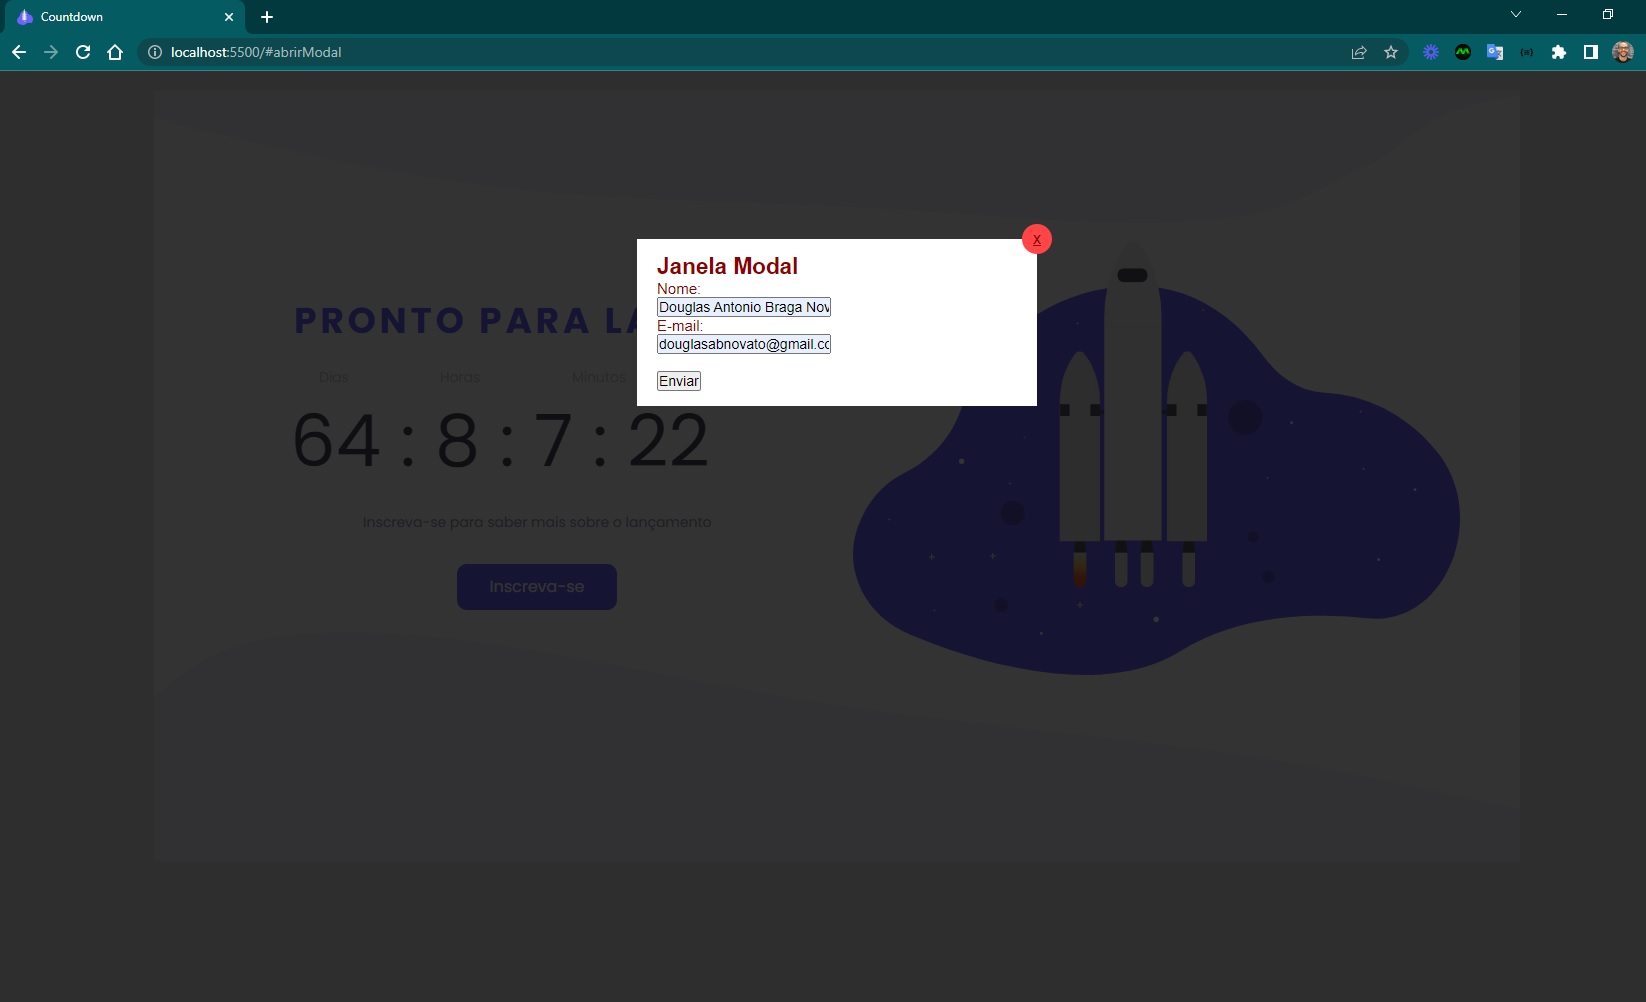 Countdown
localhost:5500/#abrirModal
X
Janela Modal
Nome:
Douglas Antonio Braga Nov
E-mail:
douglasabnovato@gmail.co
Enviar
PRONTO PARA LA
Dias Horas Minutos
64 : 8 : 7 : 22
Inscreva-se para saber mais sobre o lançamento
Inscreva-se